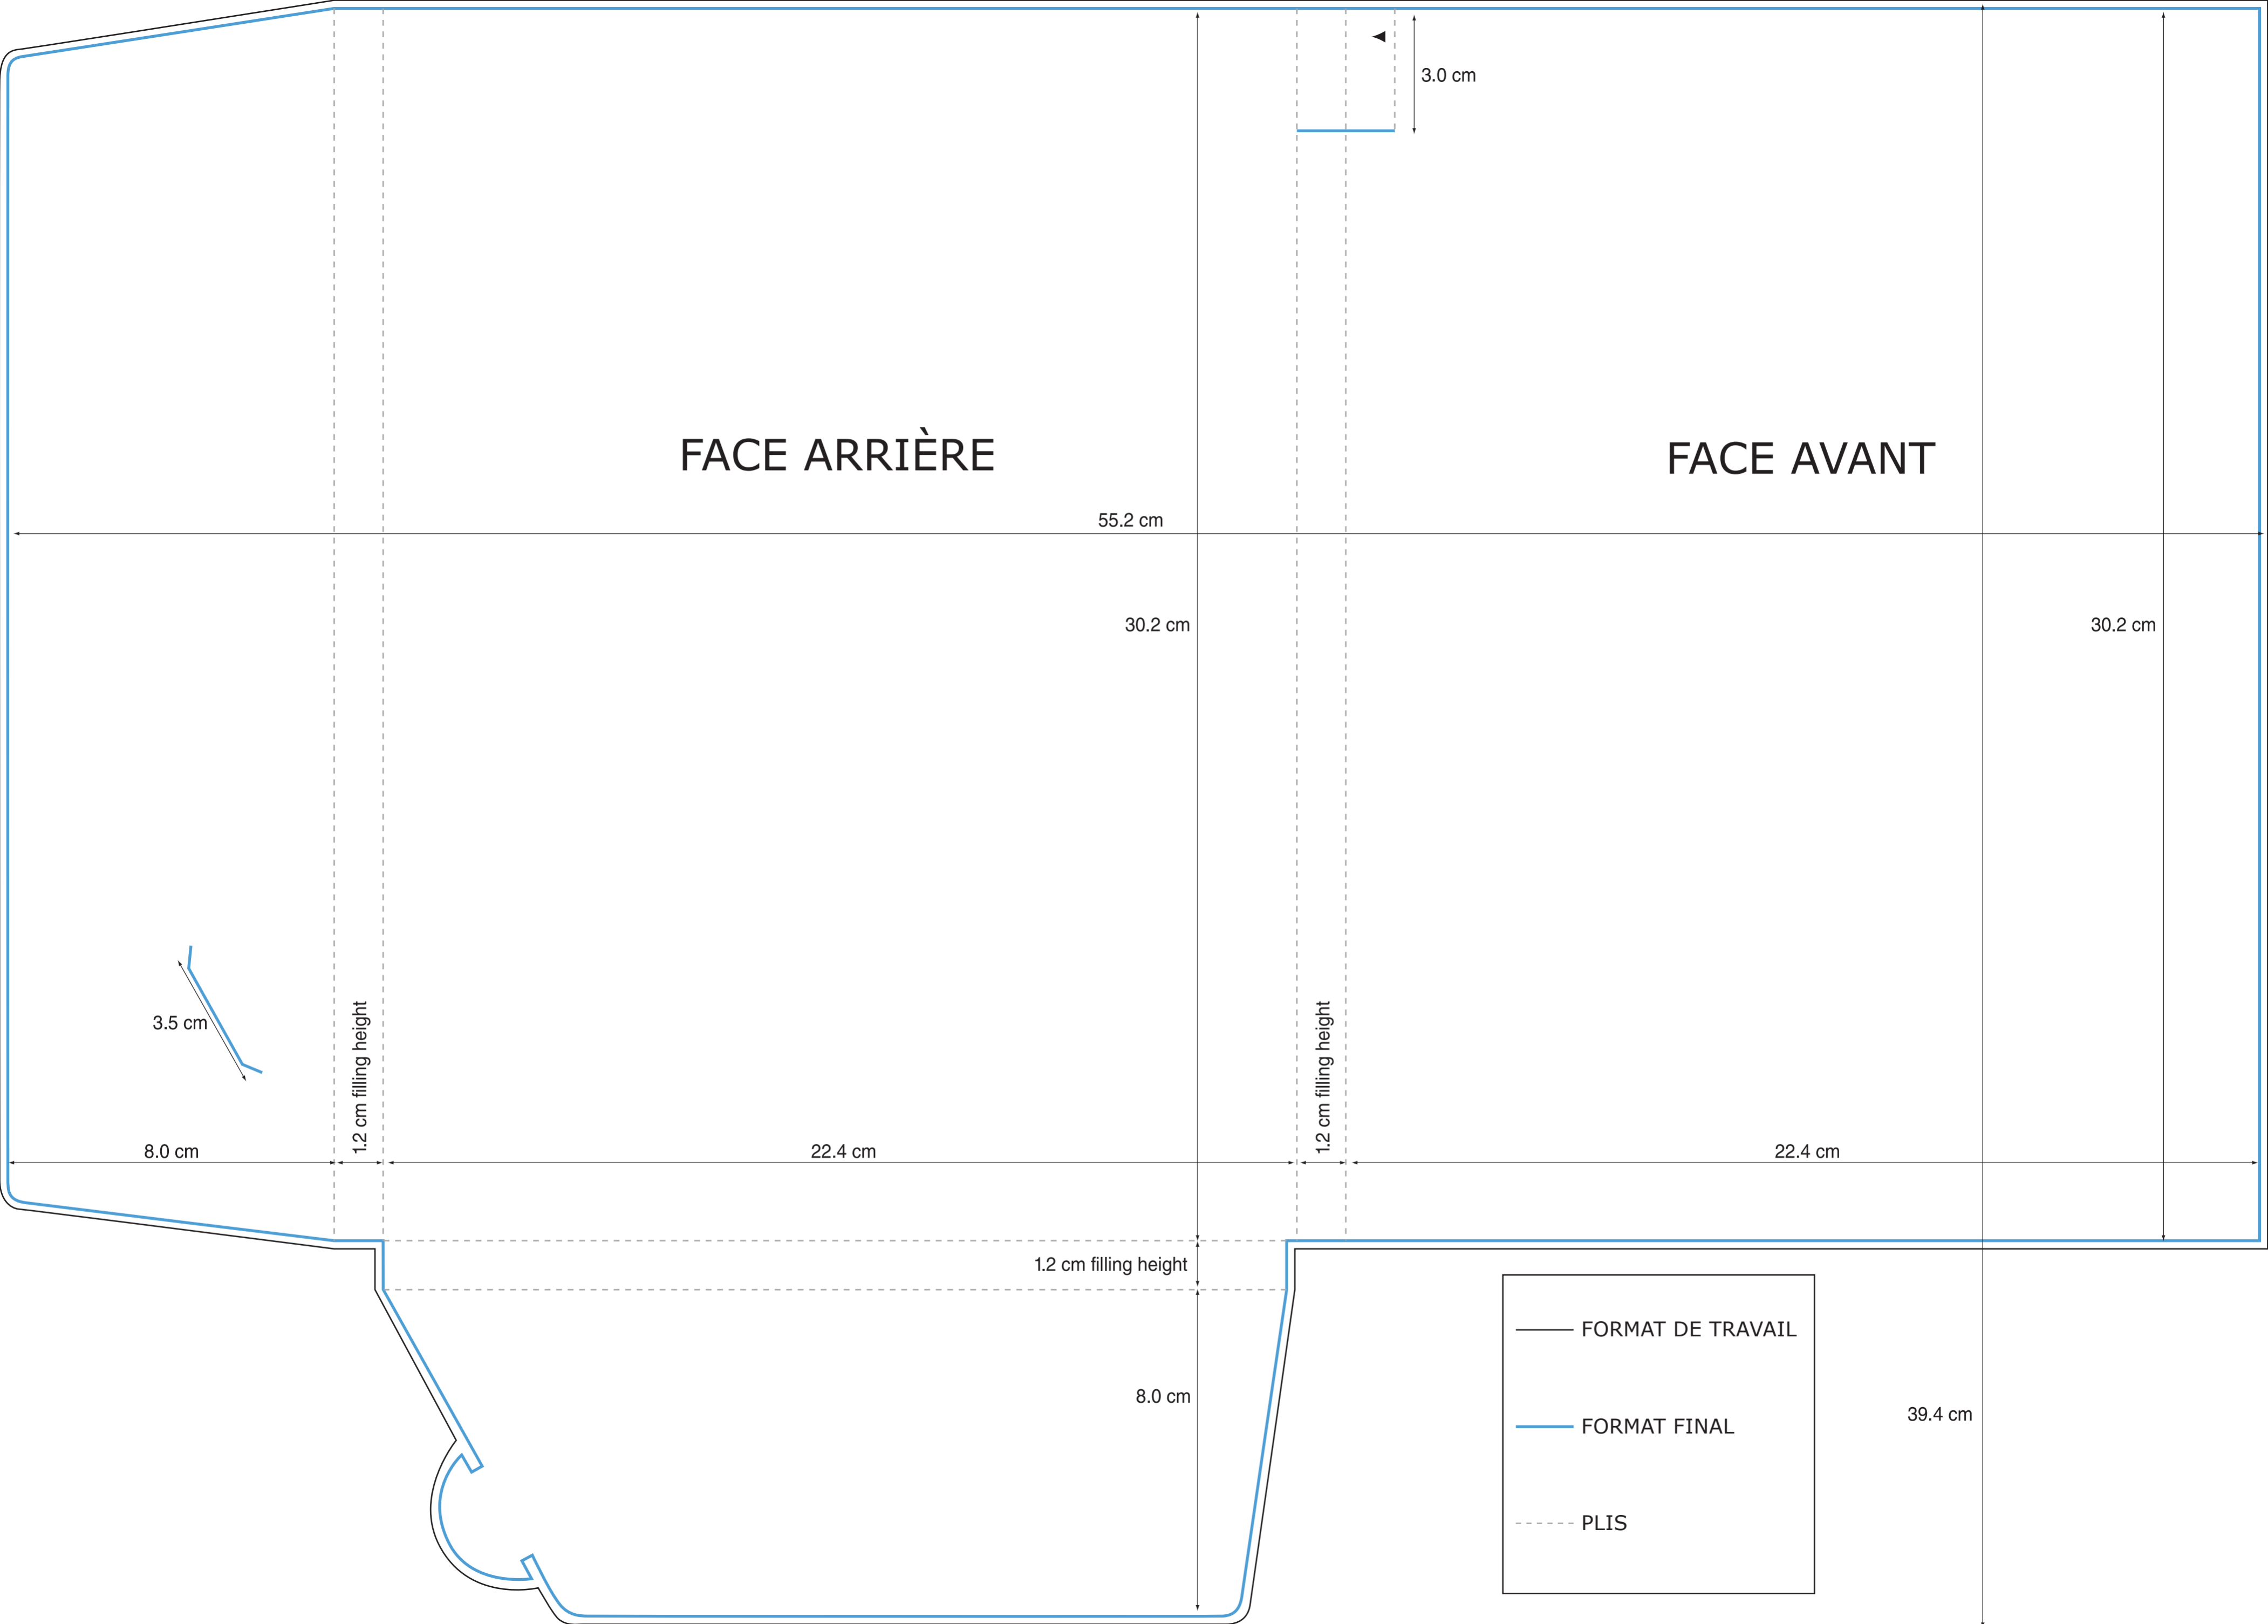 3.0 cm
FACE ARRIÈRE
FACE AVANT
55.2 cm
30.2 cm
30.2 cm
3.5 cm
1.2 cm filling height
1.2 cm filling height
8.0 cm
22.4 cm
22.4 cm
1.2 cm filling height
FORMAT DE TRAVAIL
8.0 cm
39.4 cm
FORMAT FINAL
PLIS